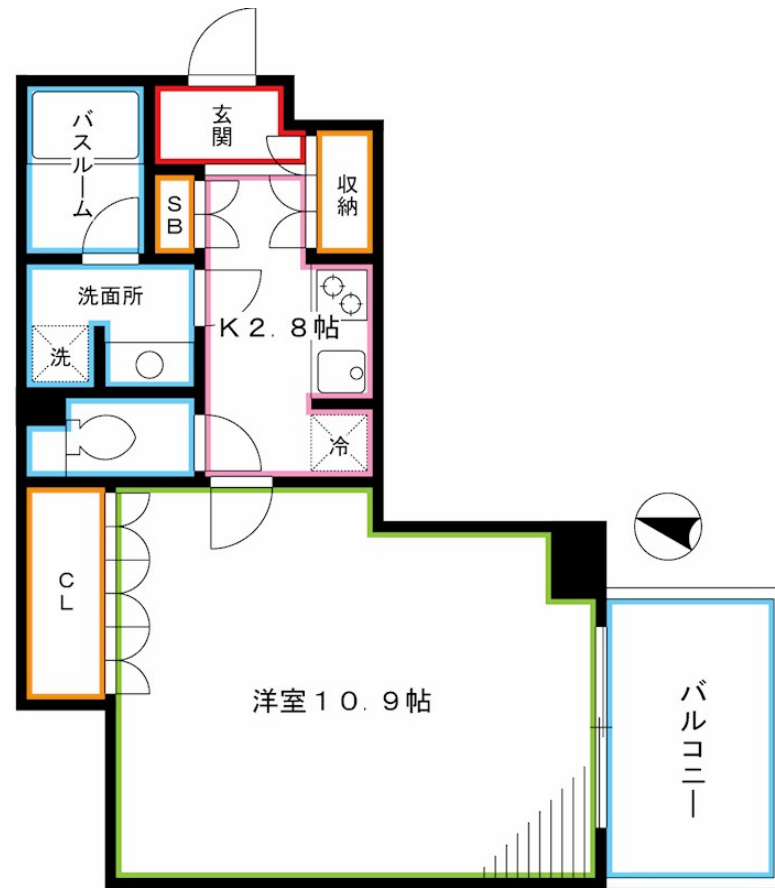 玄関
バスルーム
収納
SB
洗面所
K2.8帖
洗
冷
CL
洋室10.9帖
バルコニー